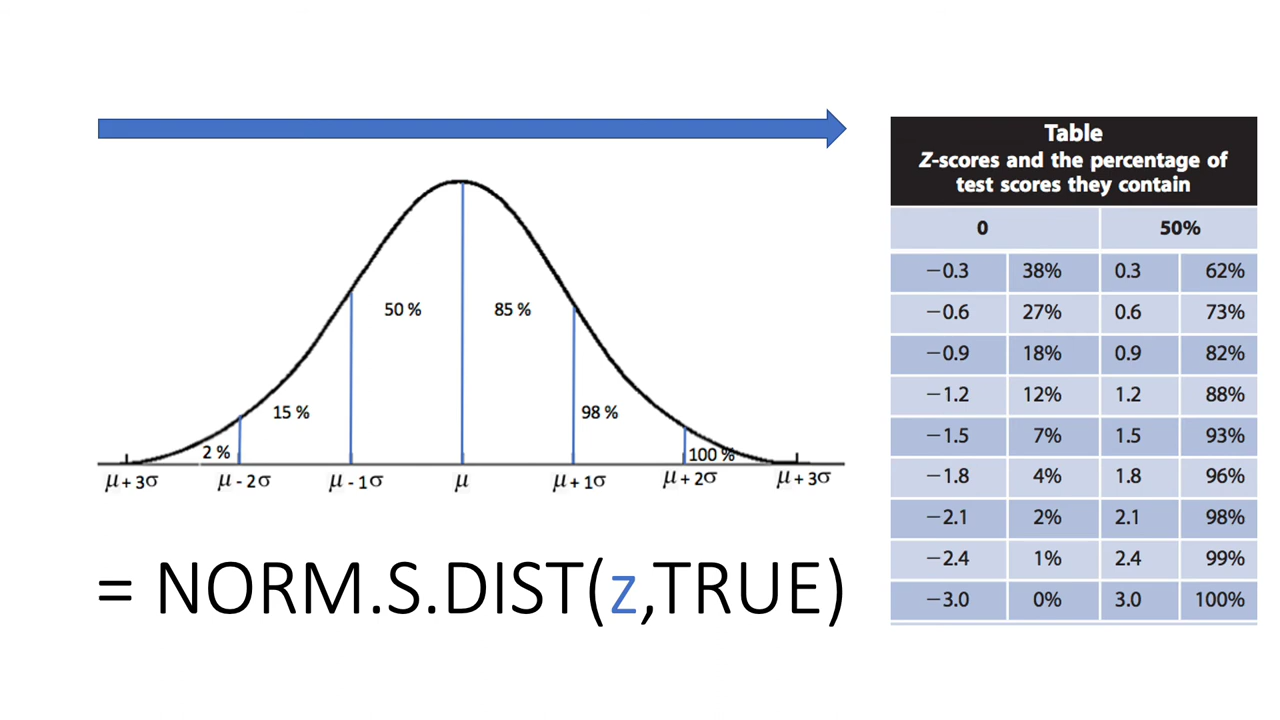 Table
Z-scores and the percentage of
test scores they contain
0 50%
−0.3 38% 0.3 62%
−0.6 27% 0.6 73%
−0.9 18% 0.9 82%
−1.2 12% 1.2 88%
−1.5 7% 1.5 93%
−1.8 4% 1.8 96%
−2.1 2% 2.1 98%
−2.4 1% 2.4 99%
−3.0 0% 3.0 100%
50 % 85 %
15 % 98 %
2 % 100 %
μ + 3σ μ - 2σ μ - 1σ μ μ + 1σ μ + 2σ μ + 3σ
= NORM.S.DIST(z,TRUE)